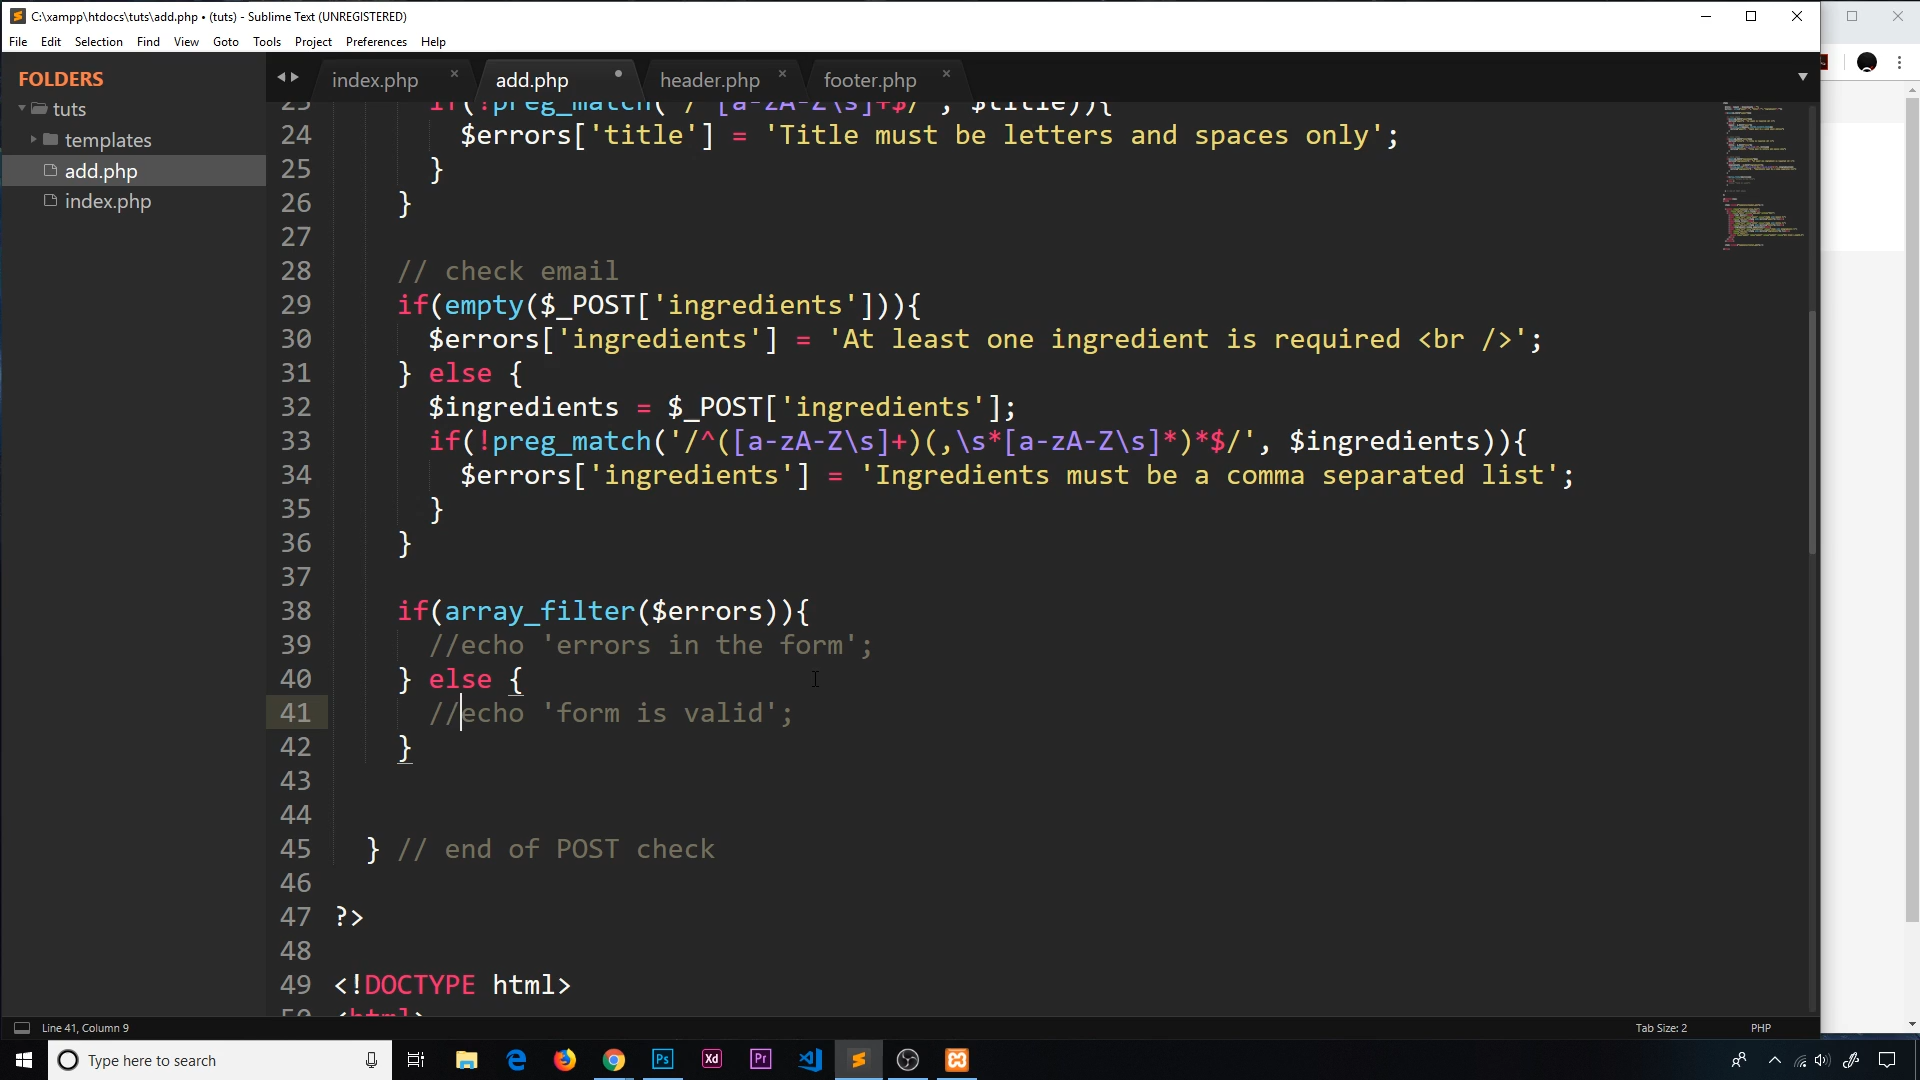 C:\xampp\htdocs\tuts\add.php • (tuts) - Sublime Text (UNREGISTERED)
File Edit Selection Find View Goto Tools Project Preferences Help
FOLDERS
tuts
templates
add.php
index.php
index.php add.php header.php footer.php
24 $errors['title'] = 'Title must be letters and spaces only';
25 }
26 }
27
28 // check email
29 if(empty($_POST['ingredients'])){
30 $errors['ingredients'] = 'At least one ingredient is required <br />';
31 } else {
32 $ingredients = $_POST['ingredients'];
33 if(!preg_match('/^([a-zA-Z\s]+)(,\s*[a-zA-Z\s]*)*$/', $ingredients)){
34 $errors['ingredients'] = 'Ingredients must be a comma separated list';
35 }
36 }
37
38 if(array_filter($errors)){
39 //echo 'errors in the form';
40 } else {
41 //echo 'form is valid';
42 }
43
44
45 } // end of POST check
46
47 ?>
48
49 <!DOCTYPE html>
Line 41, Column 9
Tab Size: 2
PHP
Type here to search
Ps
Xd
Pr